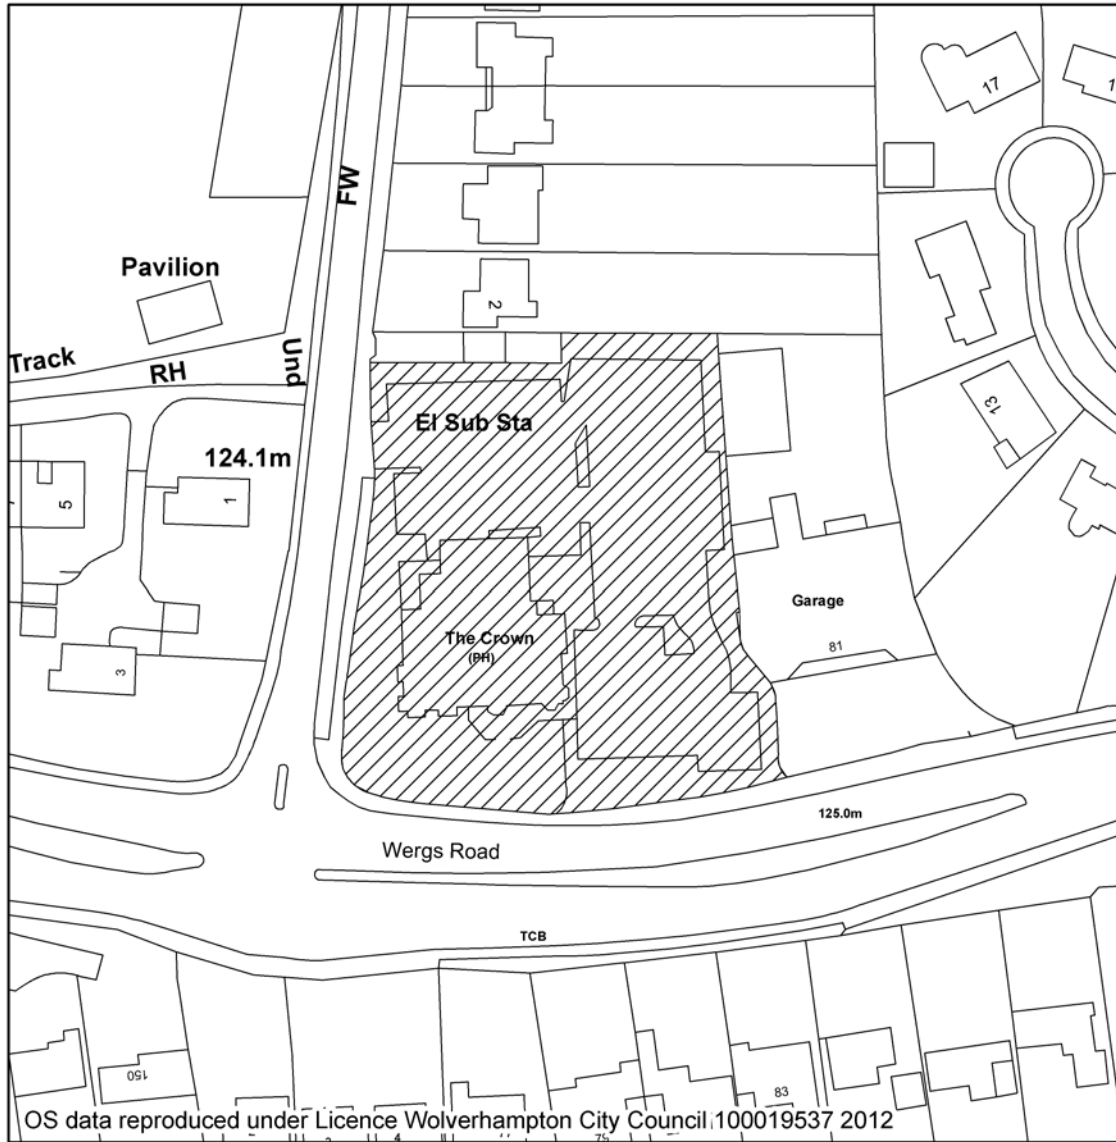 17
1
FW
Pavilion
2
Track
RH
Und
13
El Sub Sta
124.1m
5
1
Garage
The Crown
(PH)
81
3
125.0m
Wergs Road
TCB
150
83
OS data reproduced under Licence Wolverhampton City Council 100019537 2012